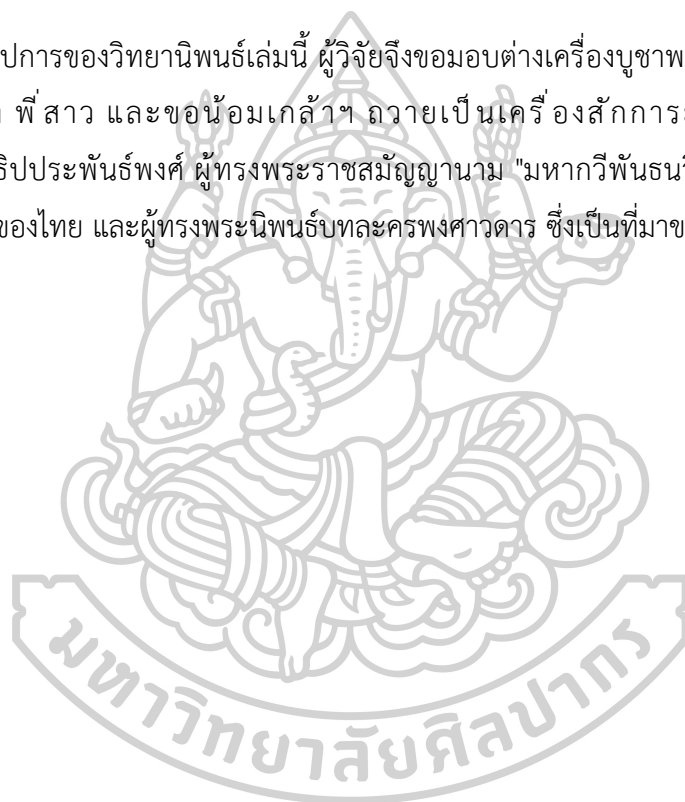 ปการของวิทยานิพนธ์เล่มนี้ ผู้วิจัยจึงขอมอบต่างเครื่องบูชาพ
พี่สาว และขอน้อมเกล้าฯ ถวายเป็นเครื่องสักการะ
ธิปประพันธ์พงศ์ ผู้ทรงพระราชสมัญญานาม "มหากวีพันธนวิ
ของไทย และผู้ทรงพระนิพนธ์บทละครพงศาวดาร ซึ่งเป็นที่มาข
มหาวิทยาลัยศิลปากร